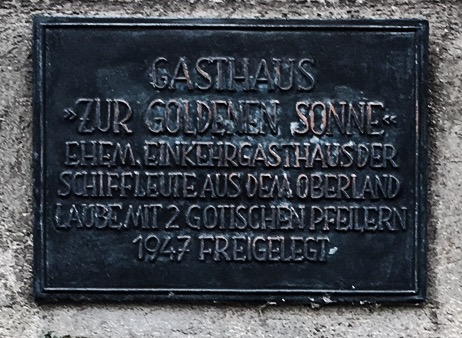 GASTHAUS
»ZUR GOLDENEN SONNE«
EHEM. EINKEHRGASTHAUS DER
SCHIFFLEUTE AUS DEM OBERLAND
LAUBE MIT 2 GOTISCHEN PFEILERN
1947 FREIGELEGT